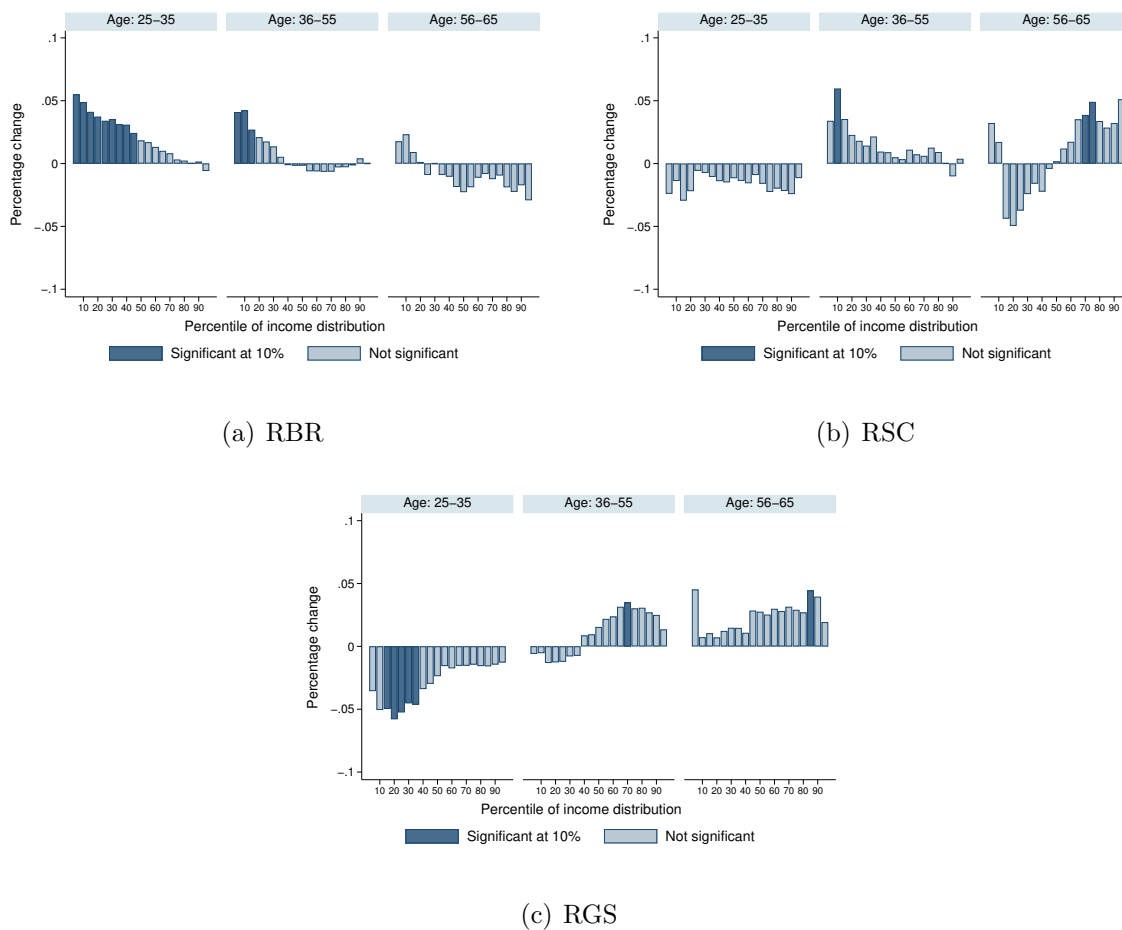 Age: 25−35 Age: 36−55 Age: 56−65
.1
.05
0
−.05
−.1
Percentage change
10 20 30 40 50 60 70 80 90 10 20 30 40 50 60 70 80 90 10 20 30 40 50 60 70 80 90
Percentile of income distribution
Significant at 10% Not significant
(a) RBR
Age: 25−35 Age: 36−55 Age: 56−65
.1
.05
0
−.05
−.1
Percentage change
10 20 30 40 50 60 70 80 90 10 20 30 40 50 60 70 80 90 10 20 30 40 50 60 70 80 90
Percentile of income distribution
Significant at 10% Not significant
(b) RSC
Age: 25−35 Age: 36−55 Age: 56−65
.1
.05
0
−.05
−.1
Percentage change
10 20 30 40 50 60 70 80 90 10 20 30 40 50 60 70 80 90 10 20 30 40 50 60 70 80 90
Percentile of income distribution
Significant at 10% Not significant
(c) RGS